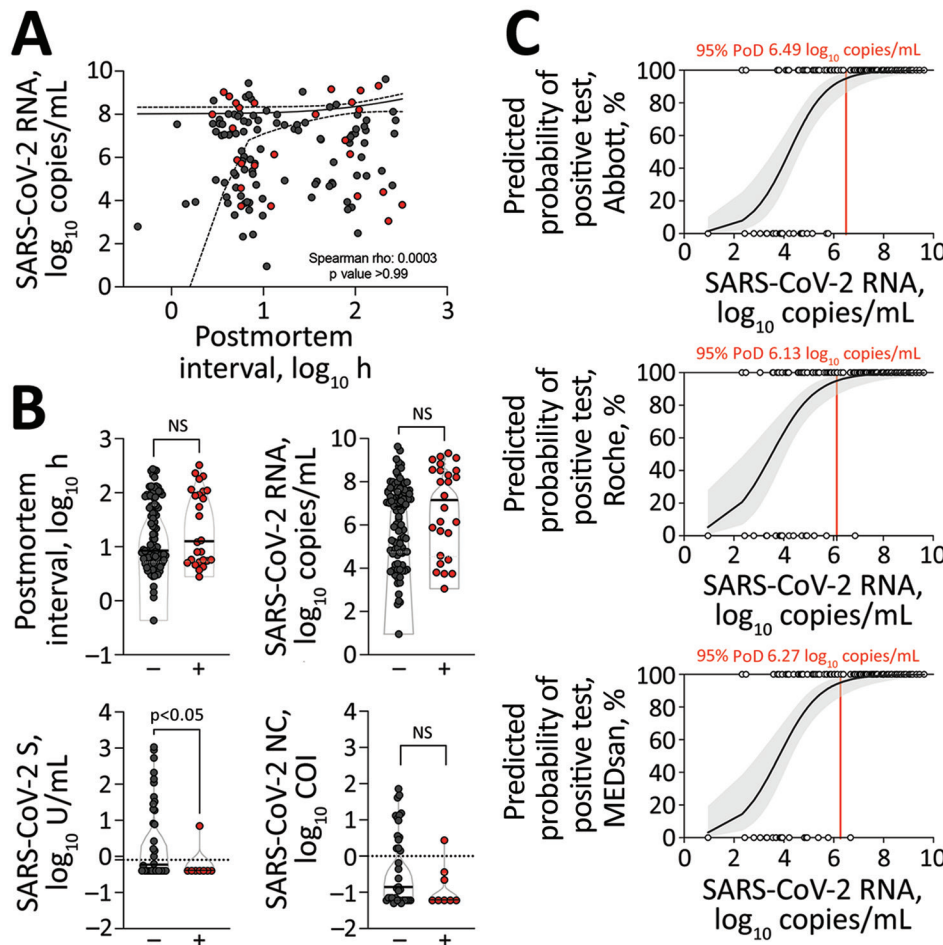 A
SARS-CoV-2 RNA,
log10 copies/mL
10
8
6
4
2
0
Spearman rho: 0.0003
p value >0.99
0 1 2 3
Postmortem
interval, log10 h
B
Postmortem
interval, log10 h
NS
3
2
1
0
−1
− +
SARS-CoV-2 RNA,
log10 copies/mL
NS
10
8
6
4
2
0
− +
SARS-CoV-2 S,
log10 U/mL
p<0.05
4
3
2
1
0
−1
−2
− +
SARS-CoV-2 NC,
log10 COI
NS
4
3
2
1
0
−1
−2
− +
C
95% PoD 6.49 log10 copies/mL
Predicted
probability of
positive test,
Abbott, %
100
80
60
40
20
0
0 2 4 6 8 10
SARS-CoV-2 RNA,
log10 copies/mL
95% PoD 6.13 log10 copies/mL
Predicted
probability of
positive test,
Roche, %
100
80
60
40
20
0
0 2 4 6 8 10
SARS-CoV-2 RNA,
log10 copies/mL
95% PoD 6.27 log10 copies/mL
Predicted
probability of
positive test,
MEDsan, %
100
80
60
40
20
0
0 2 4 6 8 10
SARS-CoV-2 RNA,
log10 copies/mL